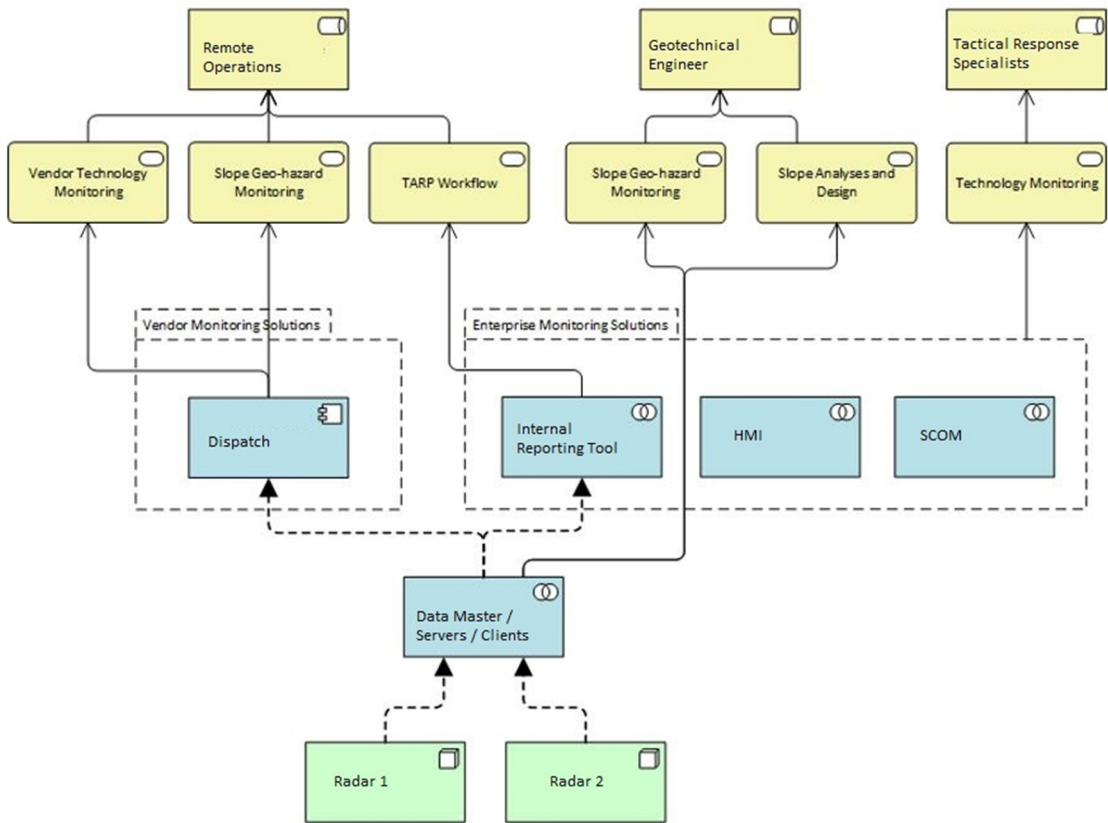 Remote
Operations
Geotechnical
Engineer
Tactical Response
Specialists
Vendor Technology
Monitoring
Slope Geo-hazard
Monitoring
TARP Workflow
Slope Geo-hazard
Monitoring
Slope Analyses and
Design
Technology Monitoring
Vendor Monitoring Solutions
Enterprise Monitoring Solutions
Dispatch
Internal
Reporting Tool
HMI
SCOM
Data Master /
Servers / Clients
Radar 1
Radar 2